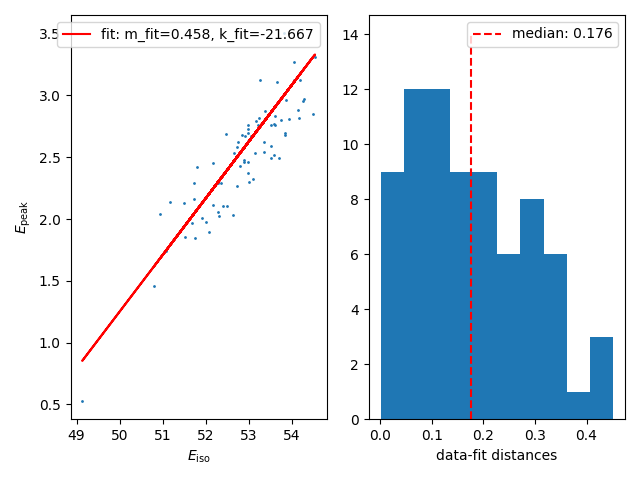 fit: m_fit=0.458, k_fit=-21.667
3.5
3.0
2.5
2.0
1.5
1.0
0.5
E_peak
49 50 51 52 53 54
E_iso
median: 0.176
14
12
10
8
6
4
2
0
0.0 0.1 0.2 0.3 0.4
data-fit distances